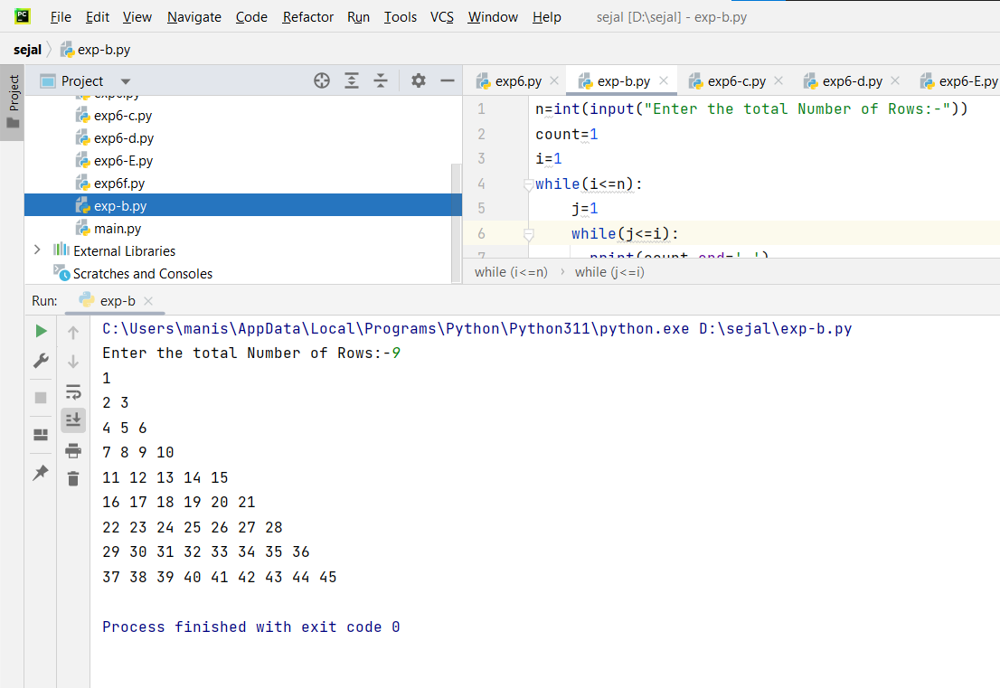 PC
File Edit View Navigate Code Refactor Run Tools VCS Window Help sejal [D:\sejal] - exp-b.py
sejal exp-b.py
Project
Project
exp6.py
exp6-c.py
exp6-d.py
exp6-E.py
exp6f.py
exp-b.py
main.py
External Libraries
Scratches and Consoles
exp6.py exp-b.py exp6-c.py exp6-d.py exp6-E.py
1 n=int(input("Enter the total Number of Rows:-"))
2 count=1
3 i=1
4 while(i<=n):
5 j=1
6 while(j<=i):
7 print(count,end=' ')
while (i<=n) › while (j<=i)
Run: exp-b
C:\Users\manis\AppData\Local\Programs\Python\Python311\python.exe D:\sejal\exp-b.py
Enter the total Number of Rows:-9
1
2 3
4 5 6
7 8 9 10
11 12 13 14 15
16 17 18 19 20 21
22 23 24 25 26 27 28
29 30 31 32 33 34 35 36
37 38 39 40 41 42 43 44 45
Process finished with exit code 0